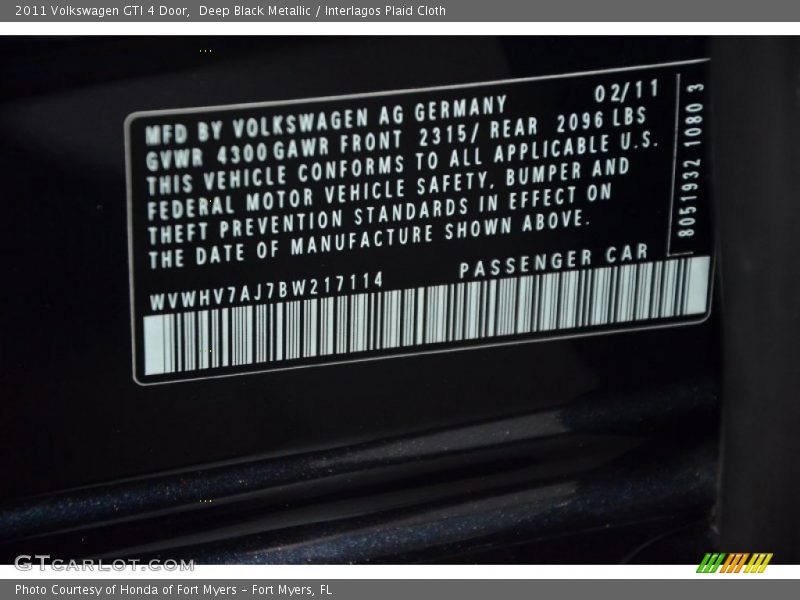 2011 Volkswagen GTI 4 Door,  Deep Black Metallic / Interlagos Plaid Cloth
02/11
MFD BY VOLKSWAGEN AG GERMANY
GVWR 4300 GAWR FRONT 2315/ REAR 2096 LBS
THIS VEHICLE CONFORMS TO ALL APPLICABLE U.S.
FEDERAL MOTOR VEHICLE SAFETY, BUMPER AND
THEFT PREVENTION STANDARDS IN EFFECT ON
THE DATE OF MANUFACTURE SHOWN ABOVE.
WVWHV7AJ7BW217114 PASSENGER CAR
8051932 1080 3
GTCARLOT.COM
Photo Courtesy of Honda of Fort Myers - Fort Myers, FL